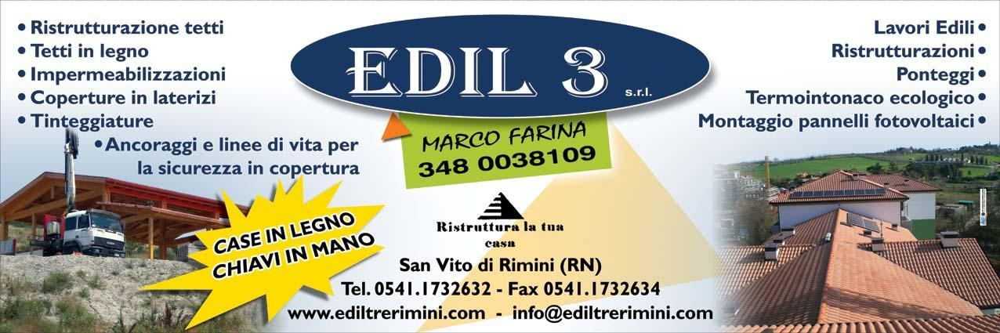 • Ristrutturazione tetti
• Tetti in legno
• Impermeabilizzazioni
• Coperture in laterizi
• Tinteggiature
• Ancoraggi e linee di vita per
la sicurezza in copertura
EDIL 3 s.r.l.
MARCO FARINA
348 0038109
Lavori Edili •
Ristrutturazioni •
Ponteggi •
Termointonaco ecologico •
Montaggio pannelli fotovoltaici •
CASE IN LEGNO
CHIAVI IN MANO
Ristruttura la tua
casa
San Vito di Rimini (RN)
Tel. 0541.1732632 - Fax 0541.1732634
www.ediltrerimini.com - info@ediltrerimini.com